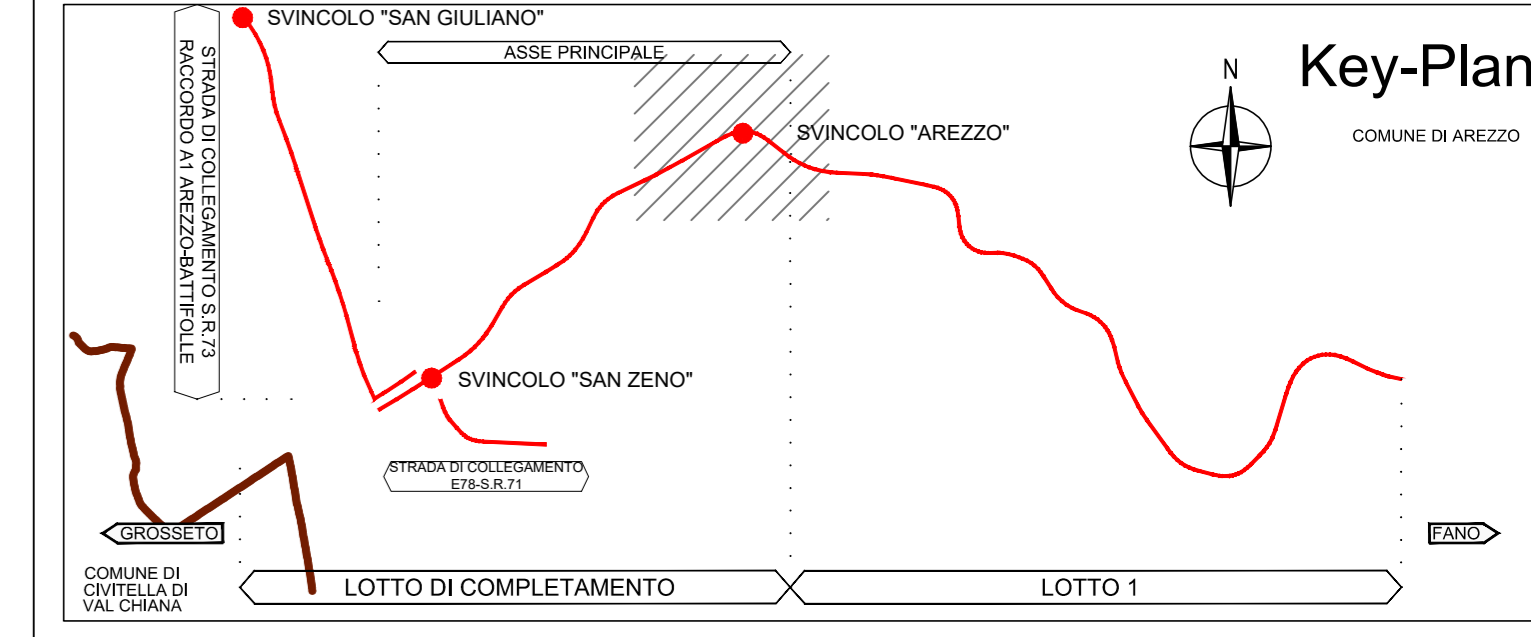 SVINCOLO "SAN GIULIANO"
STRADA DI COLLEGAMENTO S.R.73
RACCORDO A1 AREZZO-BATTIFOLLE
ASSE PRINCIPALE
N
Key-Plan
COMUNE DI AREZZO
SVINCOLO "AREZZO"
SVINCOLO "SAN ZENO"
STRADA DI COLLEGAMENTO
E78-S.R.71
GROSSETO
FANO
COMUNE DI
CIVITELLA DI
VAL CHIANA
LOTTO DI COMPLETAMENTO
LOTTO 1